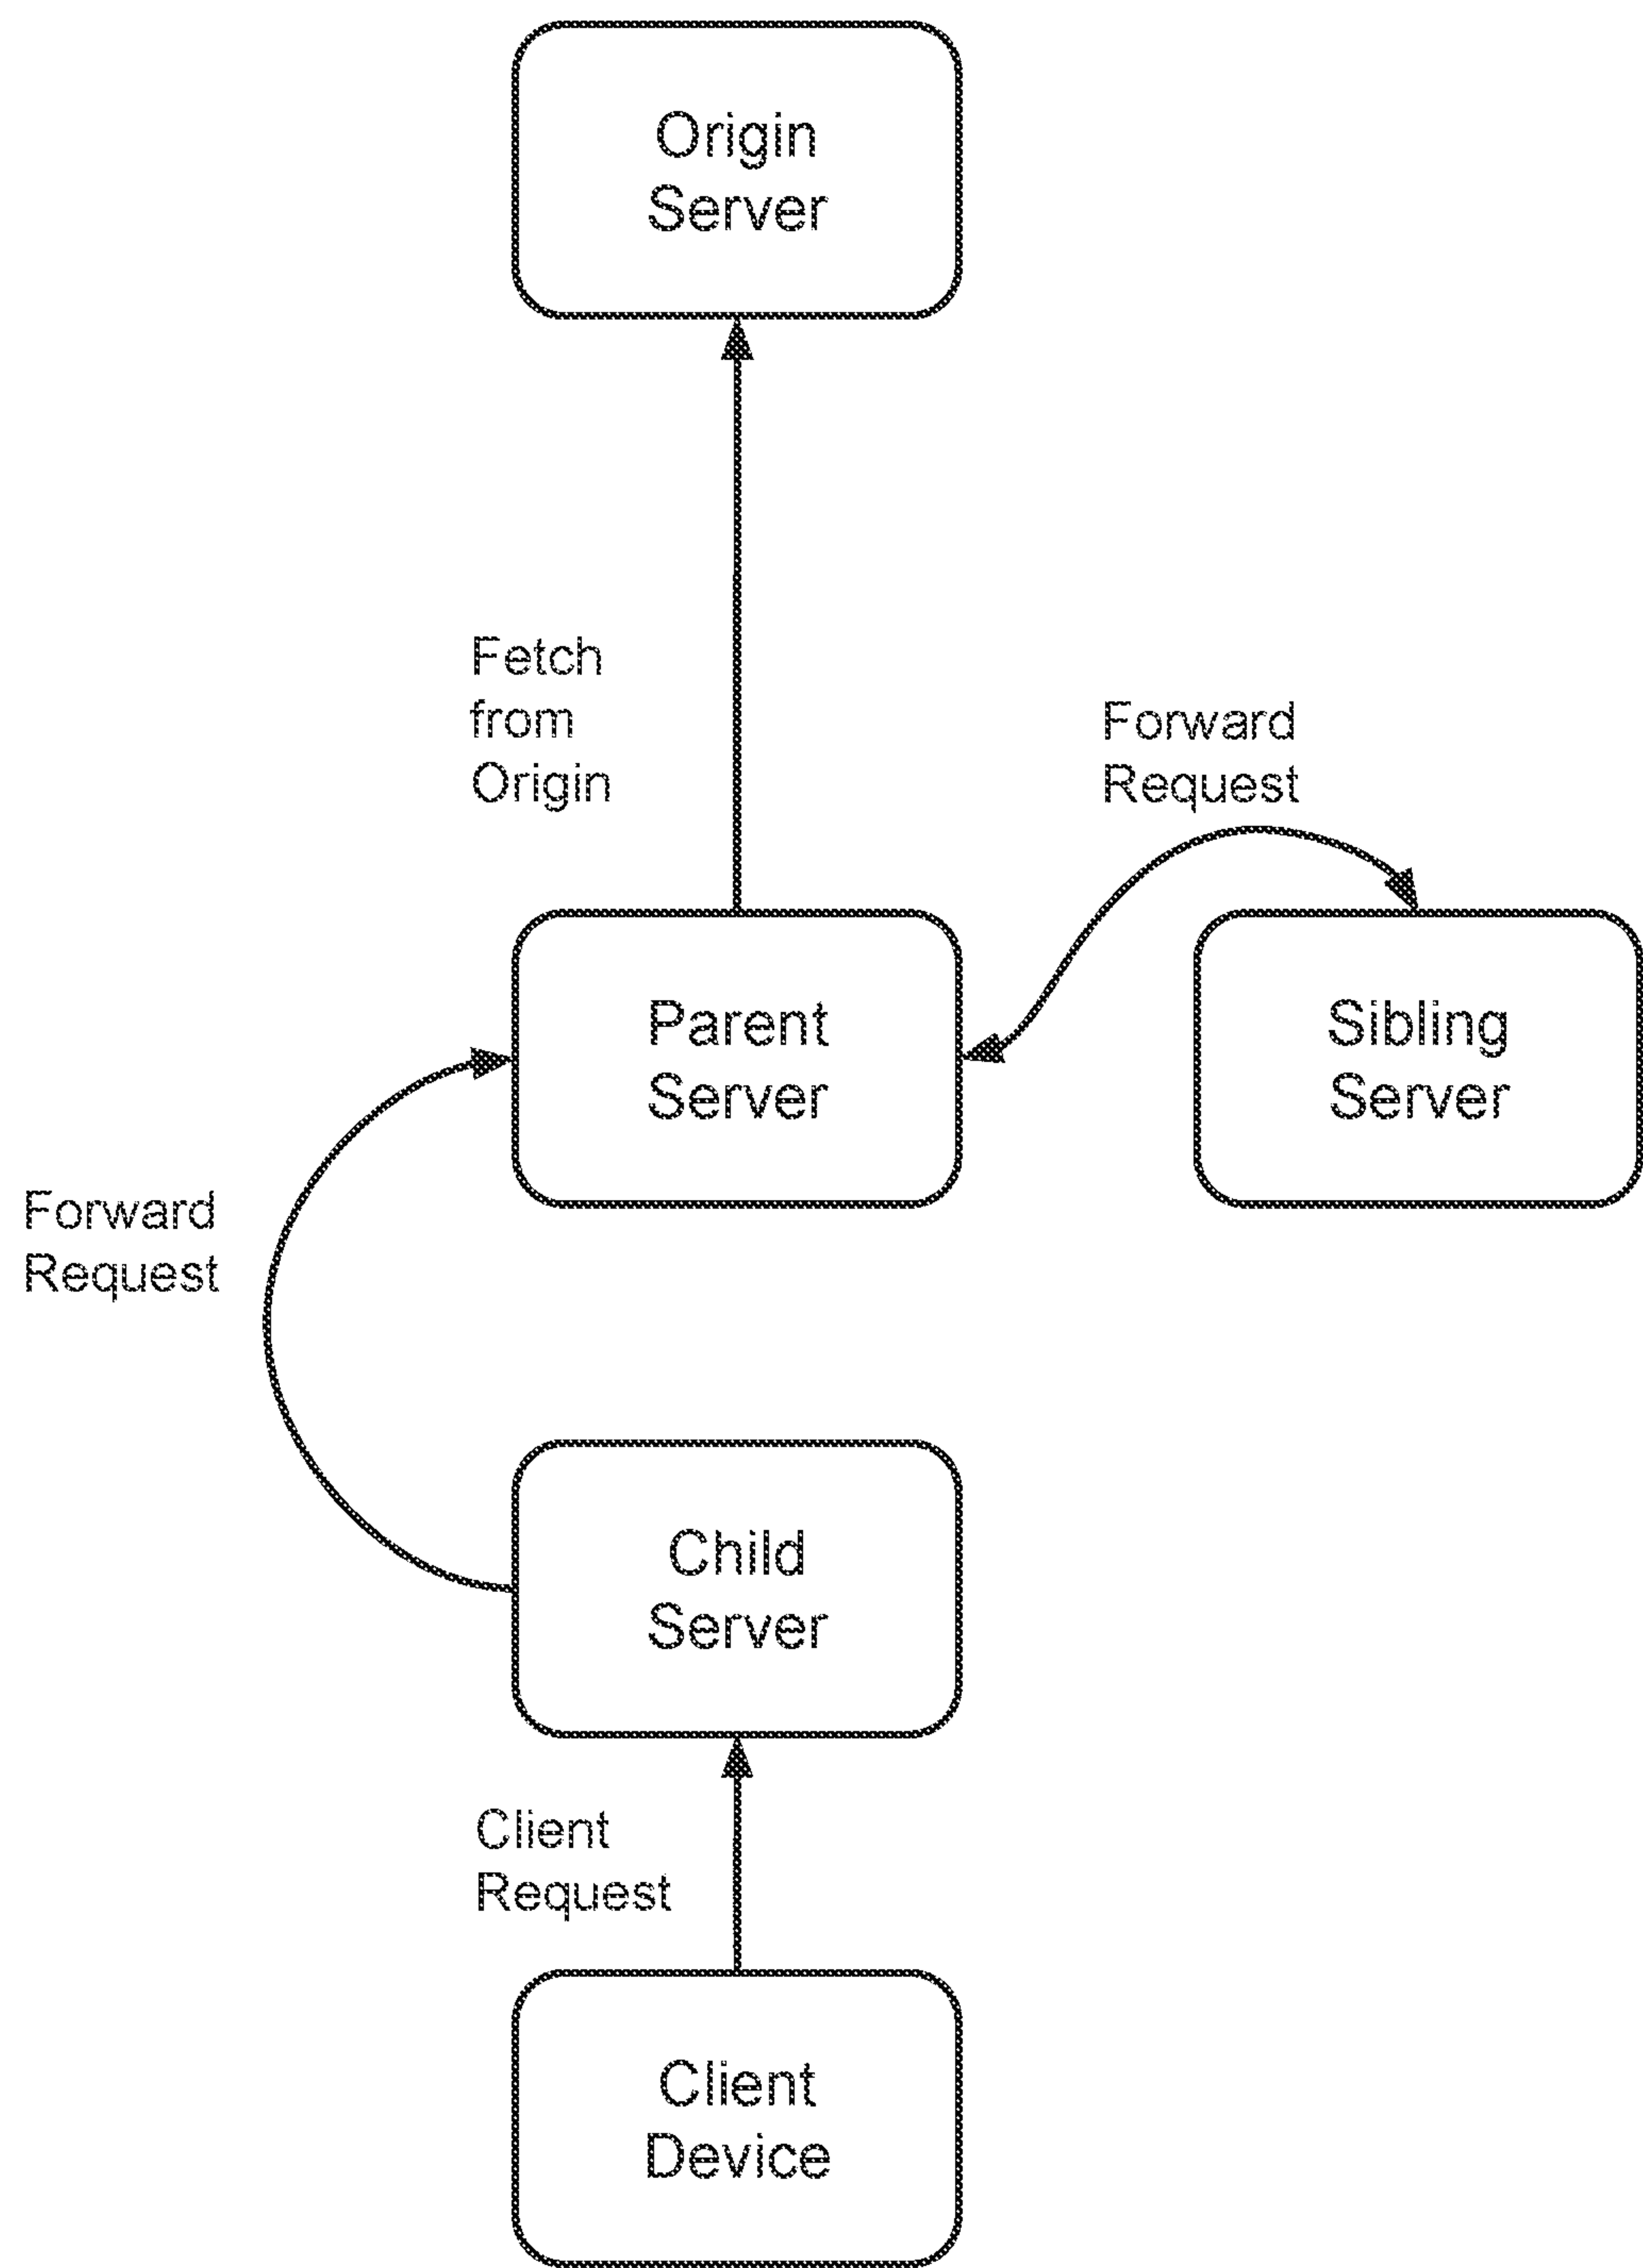 Origin
Server
Fetch
from
Origin
Forward
Request
Parent
Server
Sibling
Server
Forward
Request
Child
Server
Client
Request
Client
Device